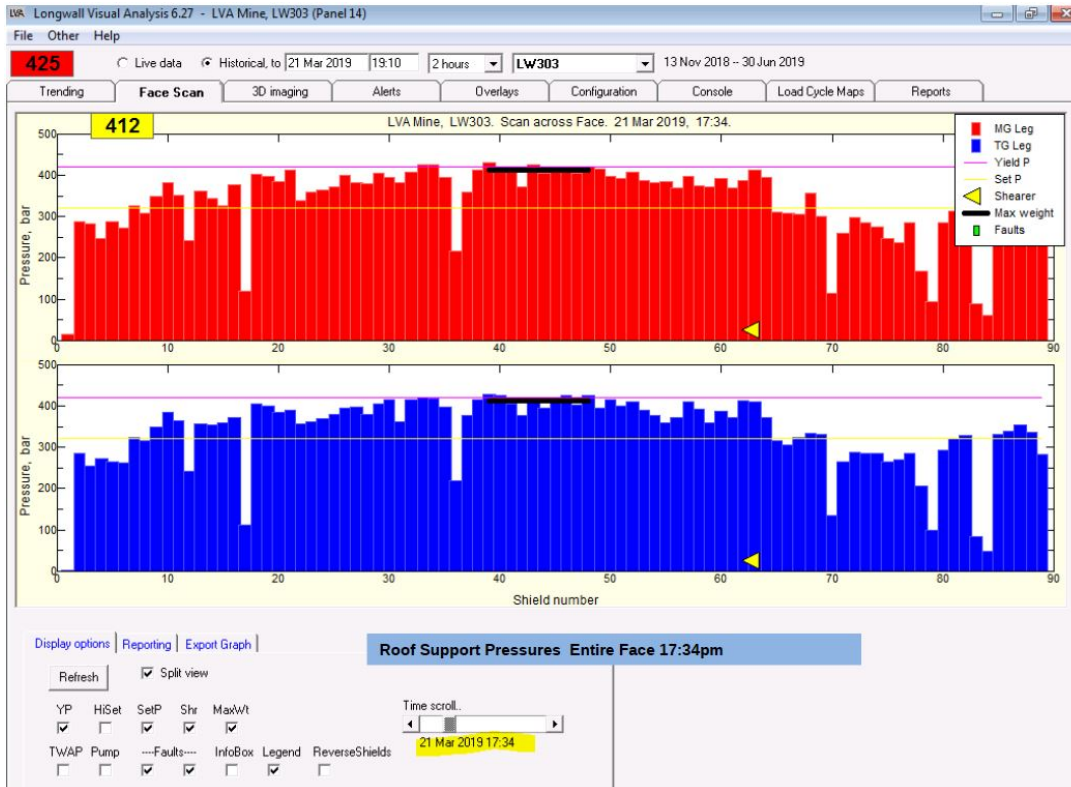 LVA Longwall Visual Analysis 6.27 - LVA Mine, LW303 (Panel 14)
File Other Help
425 Live data Historical, to 21 Mar 2019 19:10 2 hours LW303 13 Nov 2018 -- 30 Jun 2019
Trending Face Scan 3D imaging Alerts Overlays Configuration Console Load Cycle Maps Reports
412 LVA Mine, LW303. Scan across Face. 21 Mar 2019, 17:34.
MG Leg
TG Leg
Yield P
Set P
Shearer
Max weight
Faults
Pressure, bar
500
400
300
200
100
0
0 10 20 30 40 50 60 70 80 90
Pressure, bar
500
400
300
200
100
0
0 10 20 30 40 50 60 70 80 90
Shield number
Display options Reporting Export Graph
Roof Support Pressures Entire Face 17:34pm
Refresh Split view
YP HiSet SetP Shr MaxWt
Time scroll..
21 Mar 2019 17:34
TWAP Pump ----Faults---- InfoBox Legend ReverseShields